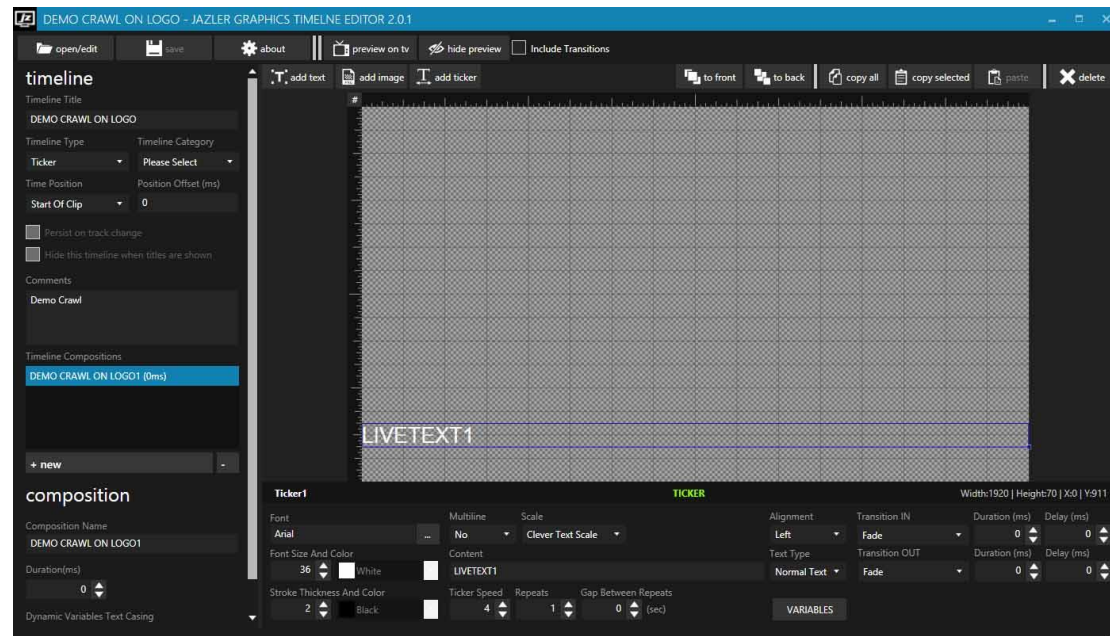 DEMO CRAWL ON LOGO - JAZLER GRAPHICS TIMELNE EDITOR 2.0.1
open/edit save about preview on tv hide preview Include Transitions
timeline
Timeline Title
DEMO CRAWL ON LOGO
Timeline Type Timeline Category
Ticker Please Select
Time Position Position Offset (ms)
Start Of Clip 0
Persist on track change
Hide this timeline when titles are shown
Comments
Demo Crawl
Timeline Compositions
DEMO CRAWL ON LOGO1 (0ms)
+ new -
composition
Composition Name
DEMO CRAWL ON LOGO1
Duration(ms)
0
Dynamic Variables Text Casing
add text add image add ticker to front to back copy all copy selected paste delete
#
LIVETEXT1
Ticker1 TICKER Width:1920 | Height:70 | X:0 | Y:911
Font Multiline Scale Alignment Transition IN Duration (ms) Delay (ms)
Arial ... No Clever Text Scale Left Fade 0 0
Font Size And Color Content Text Type Transition OUT Duration (ms) Delay (ms)
36 White LIVETEXT1 Normal Text Fade 0 0
Stroke Thickness And Color Ticker Speed Repeats Gap Between Repeats
2 Black 4 1 0 (sec) VARIABLES